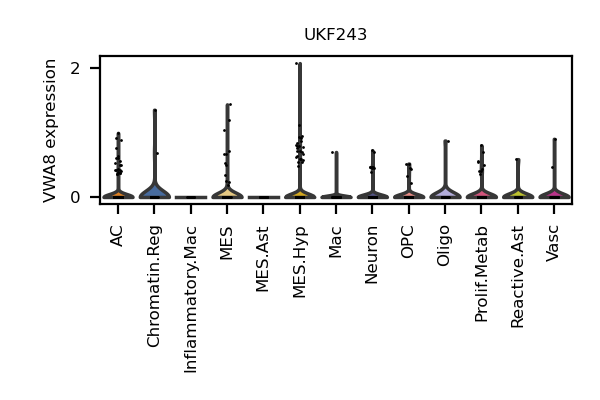 UKF243
VWA8 expression
2
0
AC
Chromatin.Reg
Inflammatory.Mac
MES
MES.Ast
MES.Hyp
Mac
Neuron
OPC
Oligo
Prolif.Metab
Reactive.Ast
Vasc